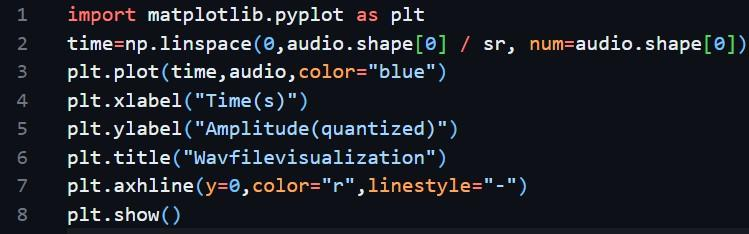 1 import matplotlib.pyplot as plt
2 time=np.linspace(0,audio.shape[0] / sr, num=audio.shape[0])
3 plt.plot(time,audio,color="blue")
4 plt.xlabel("Time(s)")
5 plt.ylabel("Amplitude(quantized)")
6 plt.title("Wavfilevisualization")
7 plt.axhline(y=0,color="r",linestyle="-")
8 plt.show()